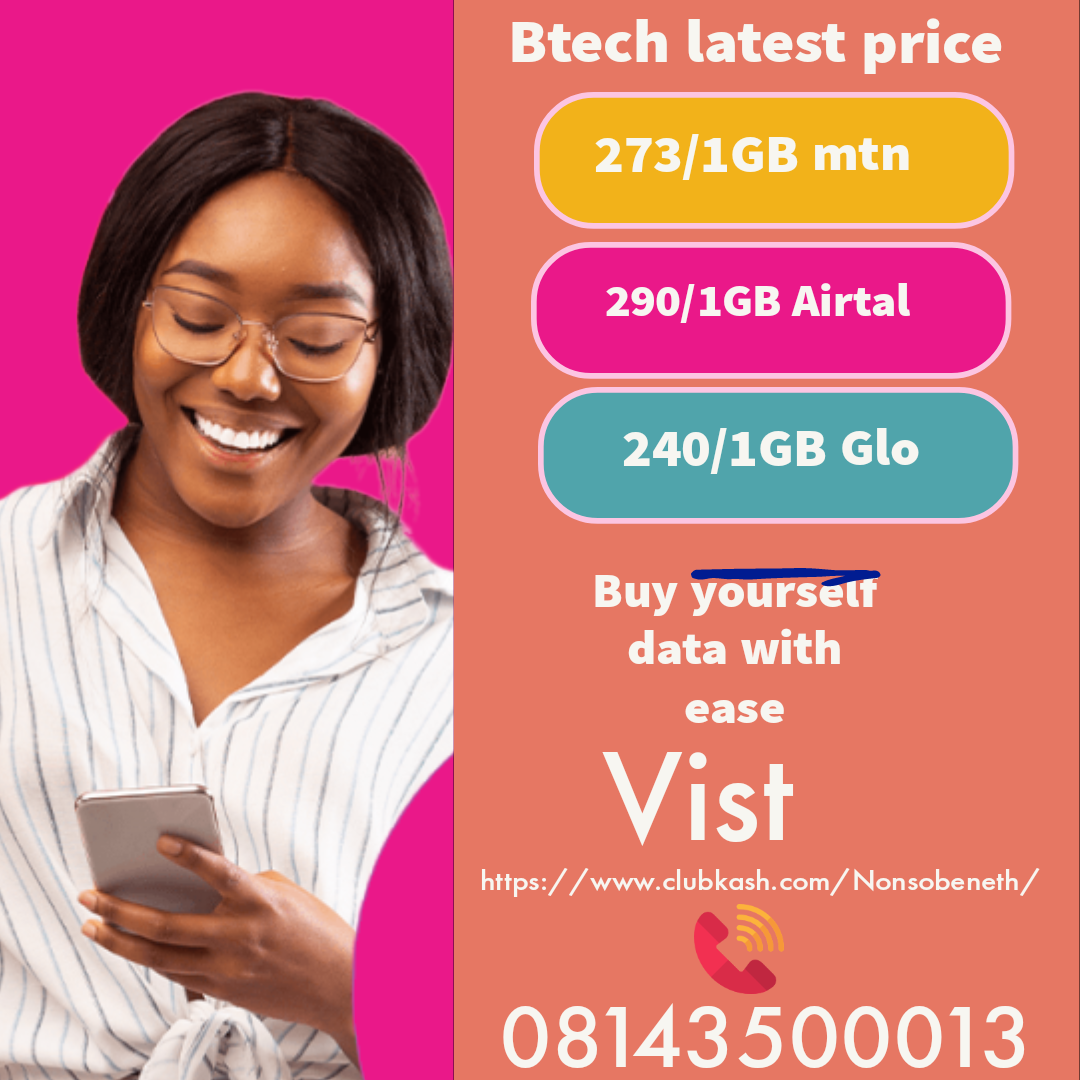 Btech latest price
273/1GB mtn
290/1GB Airtal
240/1GB Glo
Buy yourself
data with
ease
Vist
https://www.clubkash.com/Nonsobeneth/
08143500013